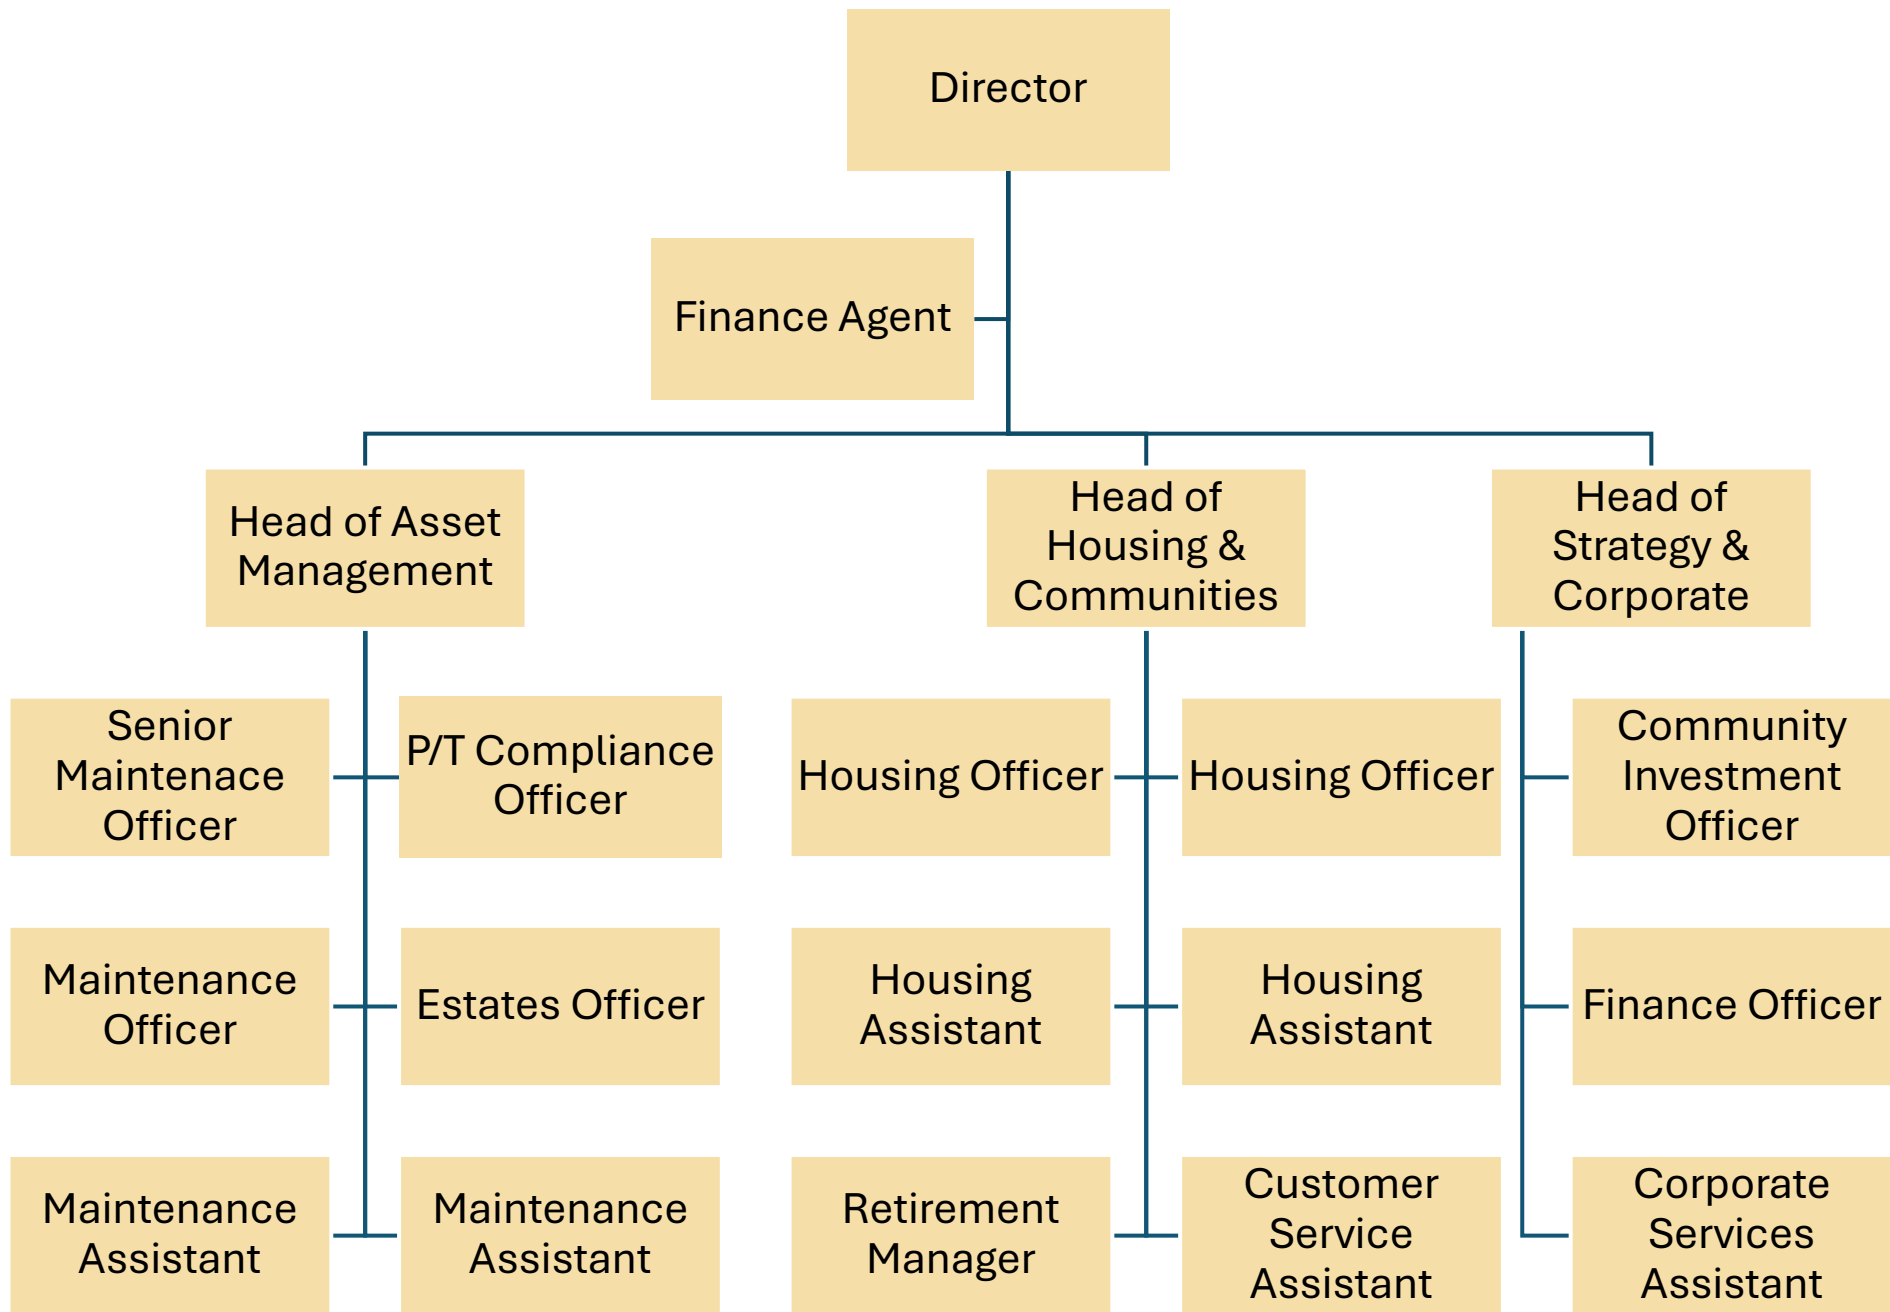 Director
Finance Agent
Head of Asset
Management
Head of
Housing &
Communities
Head of
Strategy &
Corporate
Senior
Maintenace
Officer
P/T Compliance
Officer
Housing Officer
Housing Officer
Community
Investment
Officer
Maintenance
Officer
Estates Officer
Housing
Assistant
Housing
Assistant
Finance Officer
Maintenance
Assistant
Maintenance
Assistant
Retirement
Manager
Customer
Service
Assistant
Corporate
Services
Assistant